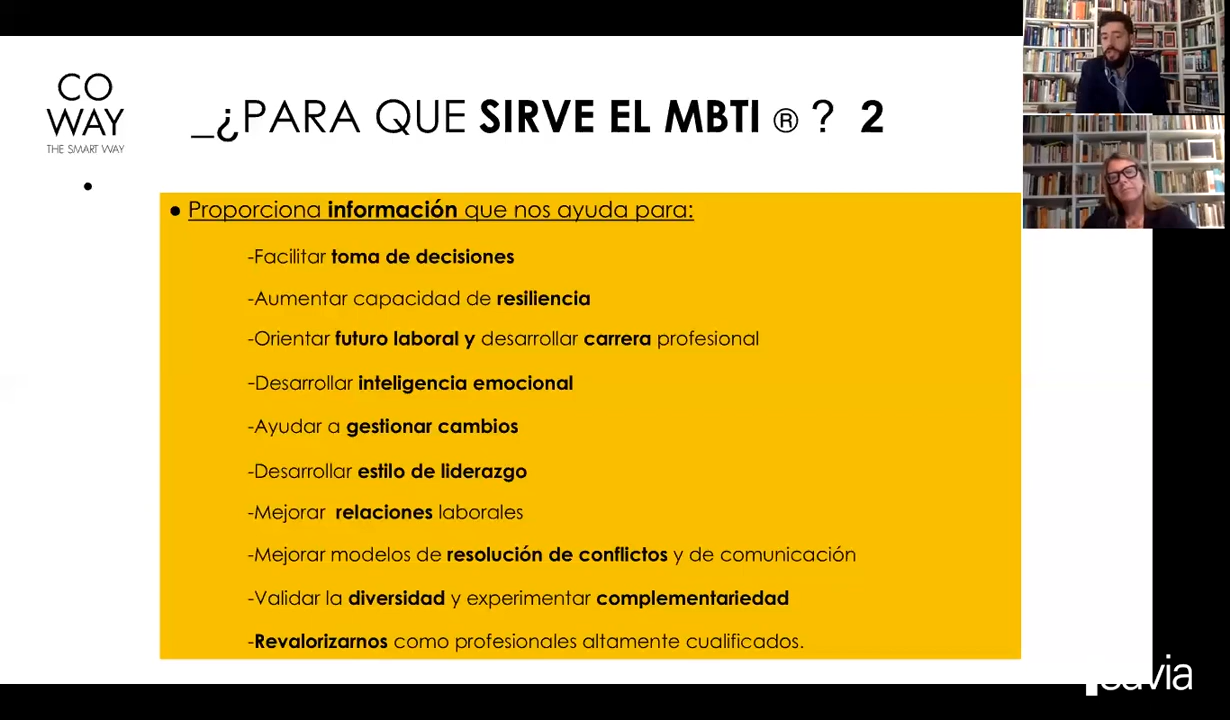 CO
WAY
THE SMART WAY
_¿PARA QUE SIRVE EL MBTI ® ? 2
● Proporciona información que nos ayuda para:
-Facilitar toma de decisiones
-Aumentar capacidad de resiliencia
-Orientar futuro laboral y desarrollar carrera profesional
-Desarrollar inteligencia emocional
-Ayudar a gestionar cambios
-Desarrollar estilo de liderazgo
-Mejorar relaciones laborales
-Mejorar modelos de resolución de conflictos y de comunicación
-Validar la diversidad y experimentar complementariedad
-Revalorizarnos como profesionales altamente cualificados.